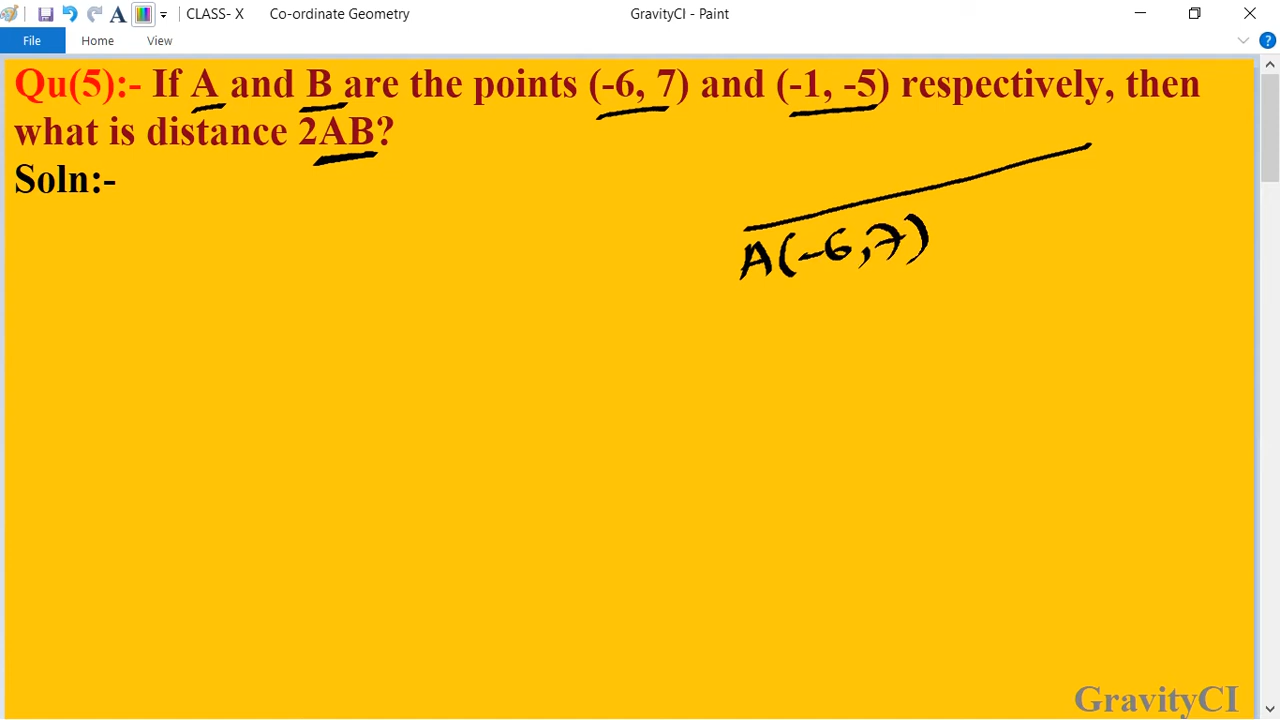 CLASS- X Co-ordinate Geometry GravityCI - Paint
File Home View
Qu(5):- If A and B are the points (-6, 7) and (-1, -5) respectively, then
what is distance 2AB?
Soln:-
A(-6,7)
GravityCI